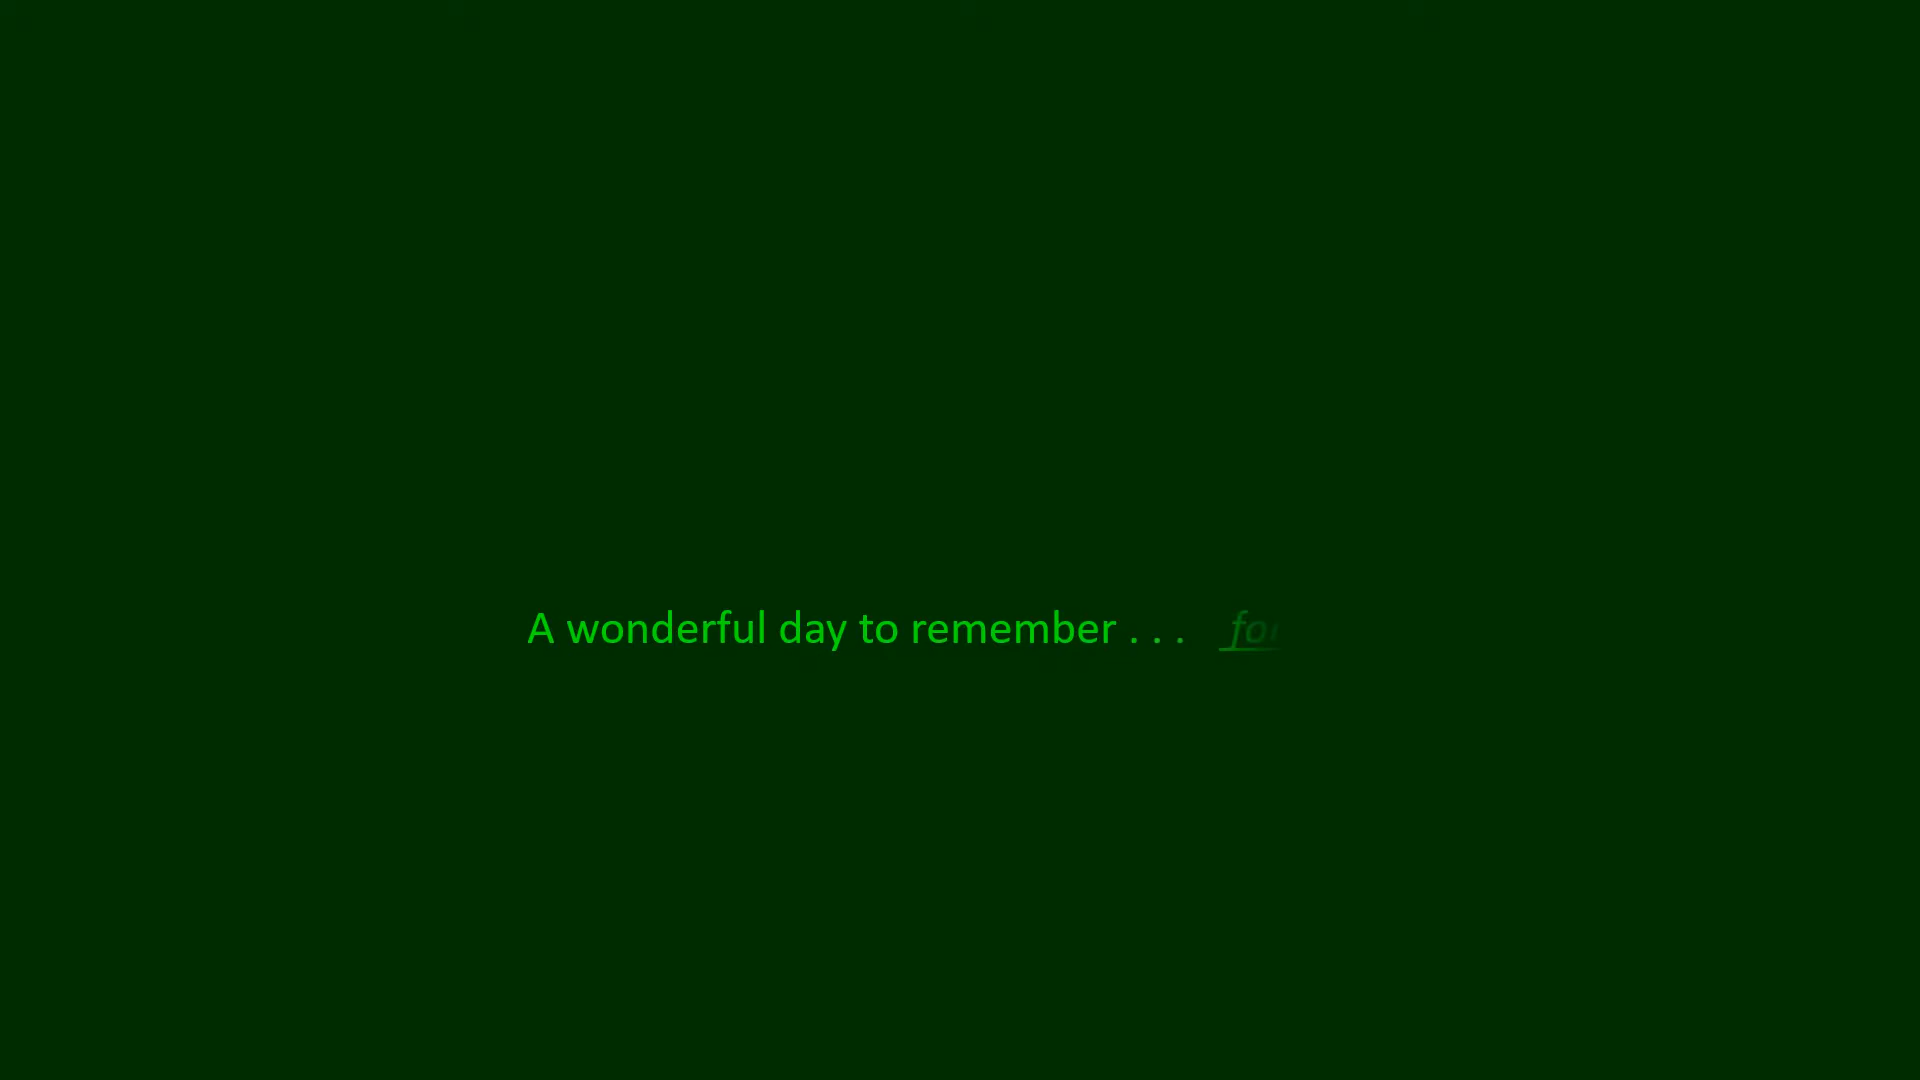 A wonderful day to remember . . .